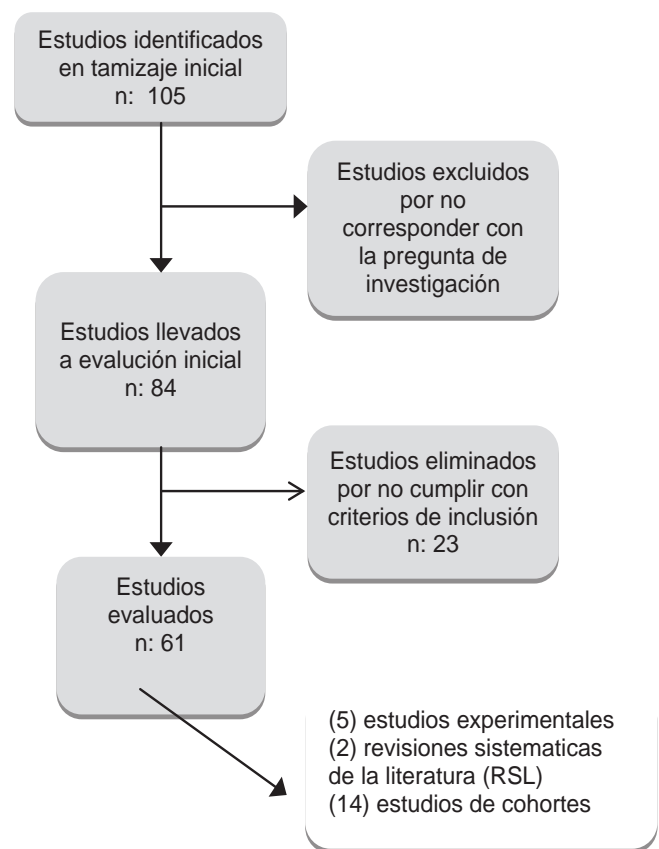 Estudios identificados
en tamizaje inicial
n: 105
Estudios excluidos
por no
corresponder con
la pregunta de
investigación
Estudios llevados
a evalución inicial
n: 84
Estudios eliminados
por no cumplir con
criterios de inclusión
n: 23
Estudios
evaluados
n: 61
(5) estudios experimentales
(2) revisiones sistematicas
de la literatura (RSL)
(14) estudios de cohortes